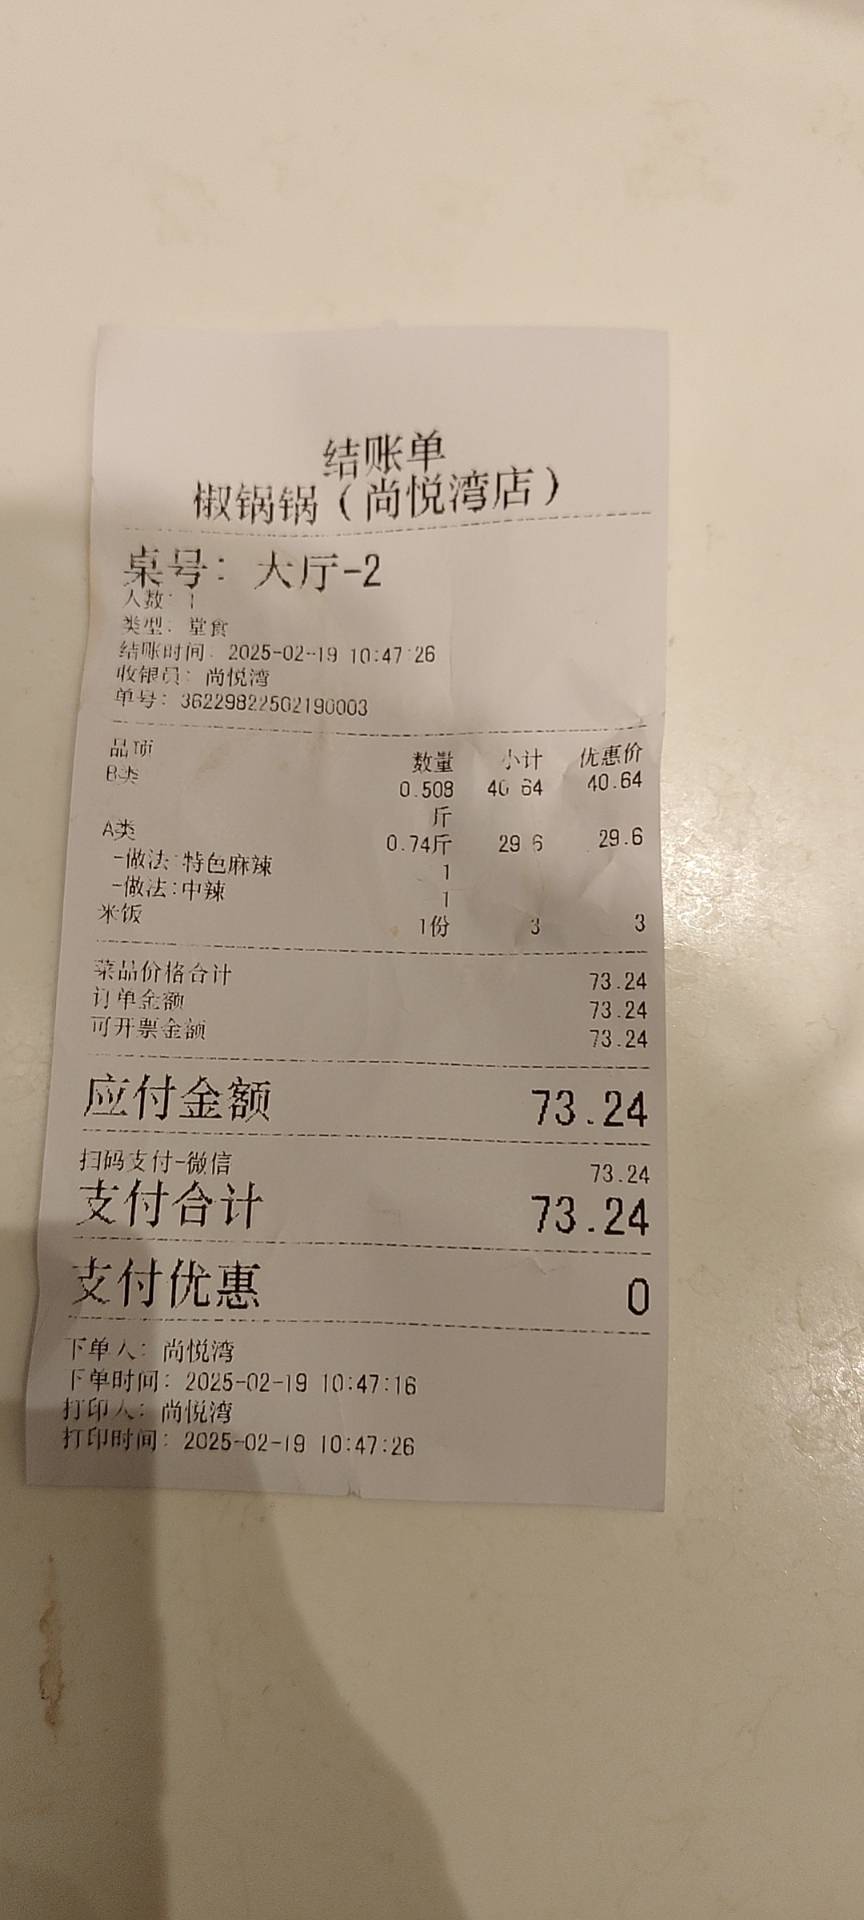 结账单
椒锅锅（尚悦湾店）
桌号：大厅-2
人数：1
类型：堂食
结账时间：2025-02-19 10:47:26
收银员：尚悦湾
单号：36229822502190003
品项 数量 小计 优惠价
B类 0.508斤 40.64 40.64
A类 0.74斤 29.6 29.6
-做法:特色麻辣 1
-做法:中辣 1
米饭 1份 3 3
菜品价格合计 73.24
订单金额 73.24
可开票金额 73.24
应付金额 73.24
扫码支付-微信 73.24
支付合计 73.24
支付优惠 0
下单人：尚悦湾
下单时间：2025-02-19 10:47:16
打印人：尚悦湾
打印时间：2025-02-19 10:47:26